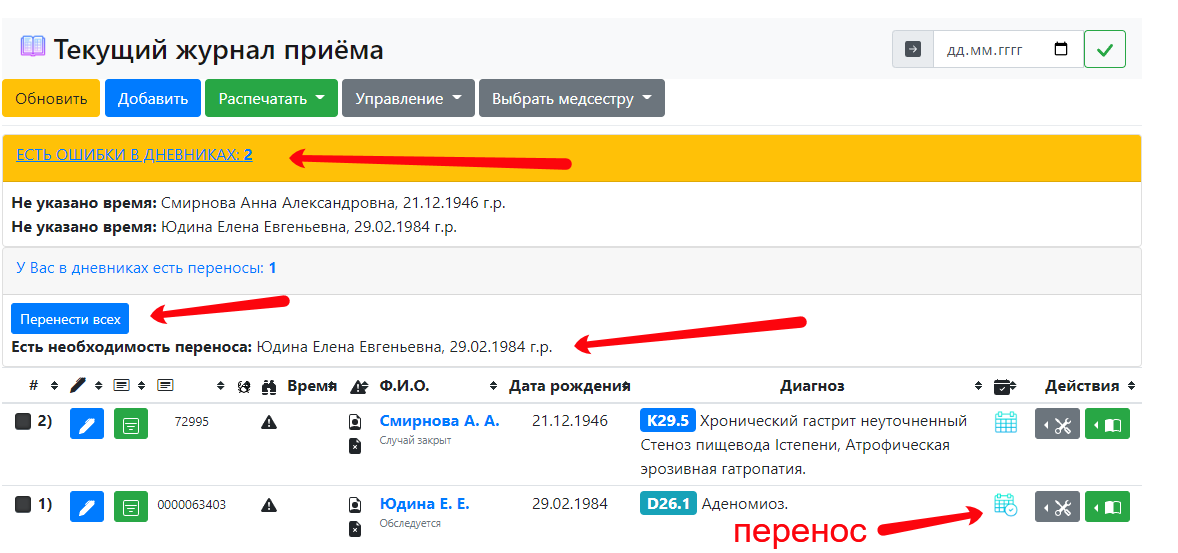 Текущий журнал приёма
дд.мм.гггг
Обновить Добавить Распечатать Управление Выбрать медсестру
ЕСТЬ ОШИБКИ В ДНЕВНИКАХ: 2
Не указано время: Смирнова Анна Александровна, 21.12.1946 г.р.
Не указано время: Юдина Елена Евгеньевна, 29.02.1984 г.р.
У Вас в дневниках есть переносы: 1
Перенести всех
Есть необходимость переноса: Юдина Елена Евгеньевна, 29.02.1984 г.р.
# Время Ф.И.О. Дата рождения Диагноз Действия
2) 72995 Смирнова А. А. 21.12.1946 K29.5 Хронический гастрит неуточненный
Случай закрыт Стеноз пищевода Iстепени, Атрофическая
эрозивная гатропатия.
1) 0000063403 Юдина Е. Е. 29.02.1984 D26.1 Аденомиоз.
Обследуется
перенос